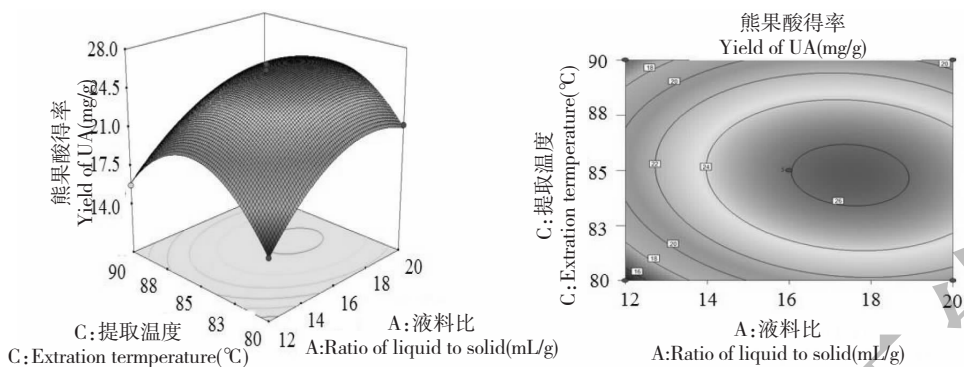 28.0
24.5
21.0
17.5
14.0
熊果酸得率
Yield of UA(mg/g)
90
88
85
83
80
12
14
16
18
20
C:提取温度
C:Extration termperature(℃)
A:液料比
A:Ratio of liquid to solid(mL/g)
熊果酸得率
Yield of UA(mg/g)
90
88
85
83
80
C:提取温度
C:Extration termperature(℃)
16
20
20
22
24
26
18
20
16
20
12
14
16
18
20
A:液料比
A:Ratio of liquid to solid(mL/g)